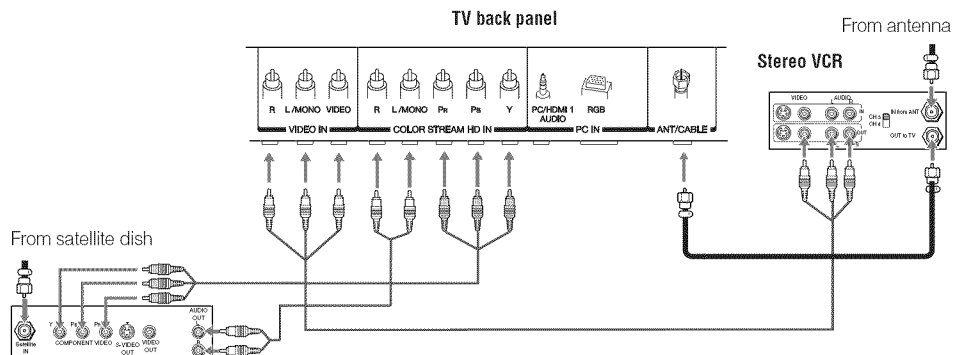 TV back panel
From antenna
Stereo VCR
R L/MONO VIDEO R L/MONO PR PB Y PC/HDMI 1 AUDIO RGB
VIDEO IN COLOR STREAM HD IN PC IN ANT/CABLE
VIDEO AUDIO
IN
CH 3
CH 4
IN from ANT
OUT
OUT to TV
From satellite dish
Satellite IN
Y PB PR
COMPONENT VIDEO
S-VIDEO OUT
VIDEO OUT
AUDIO OUT